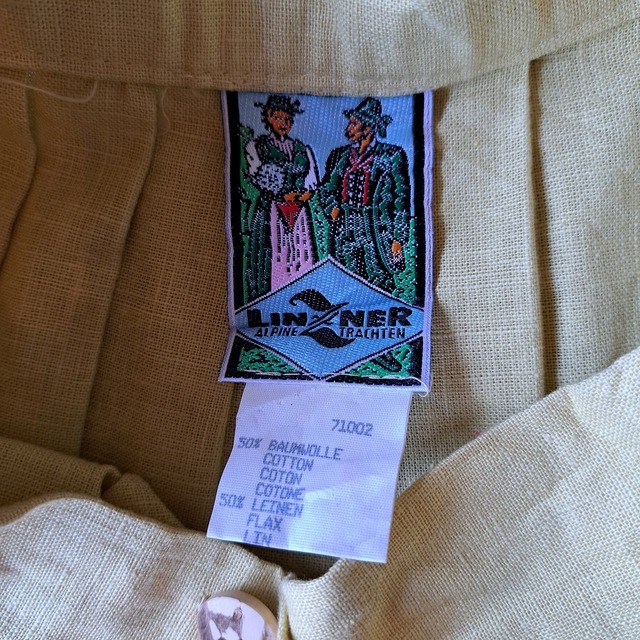 LINZNER
ALPINE TRACHTEN
71002
50% BAUMWOLLE
COTTON
COTON
COTONE
50% LEINEN
FLAX
LIN